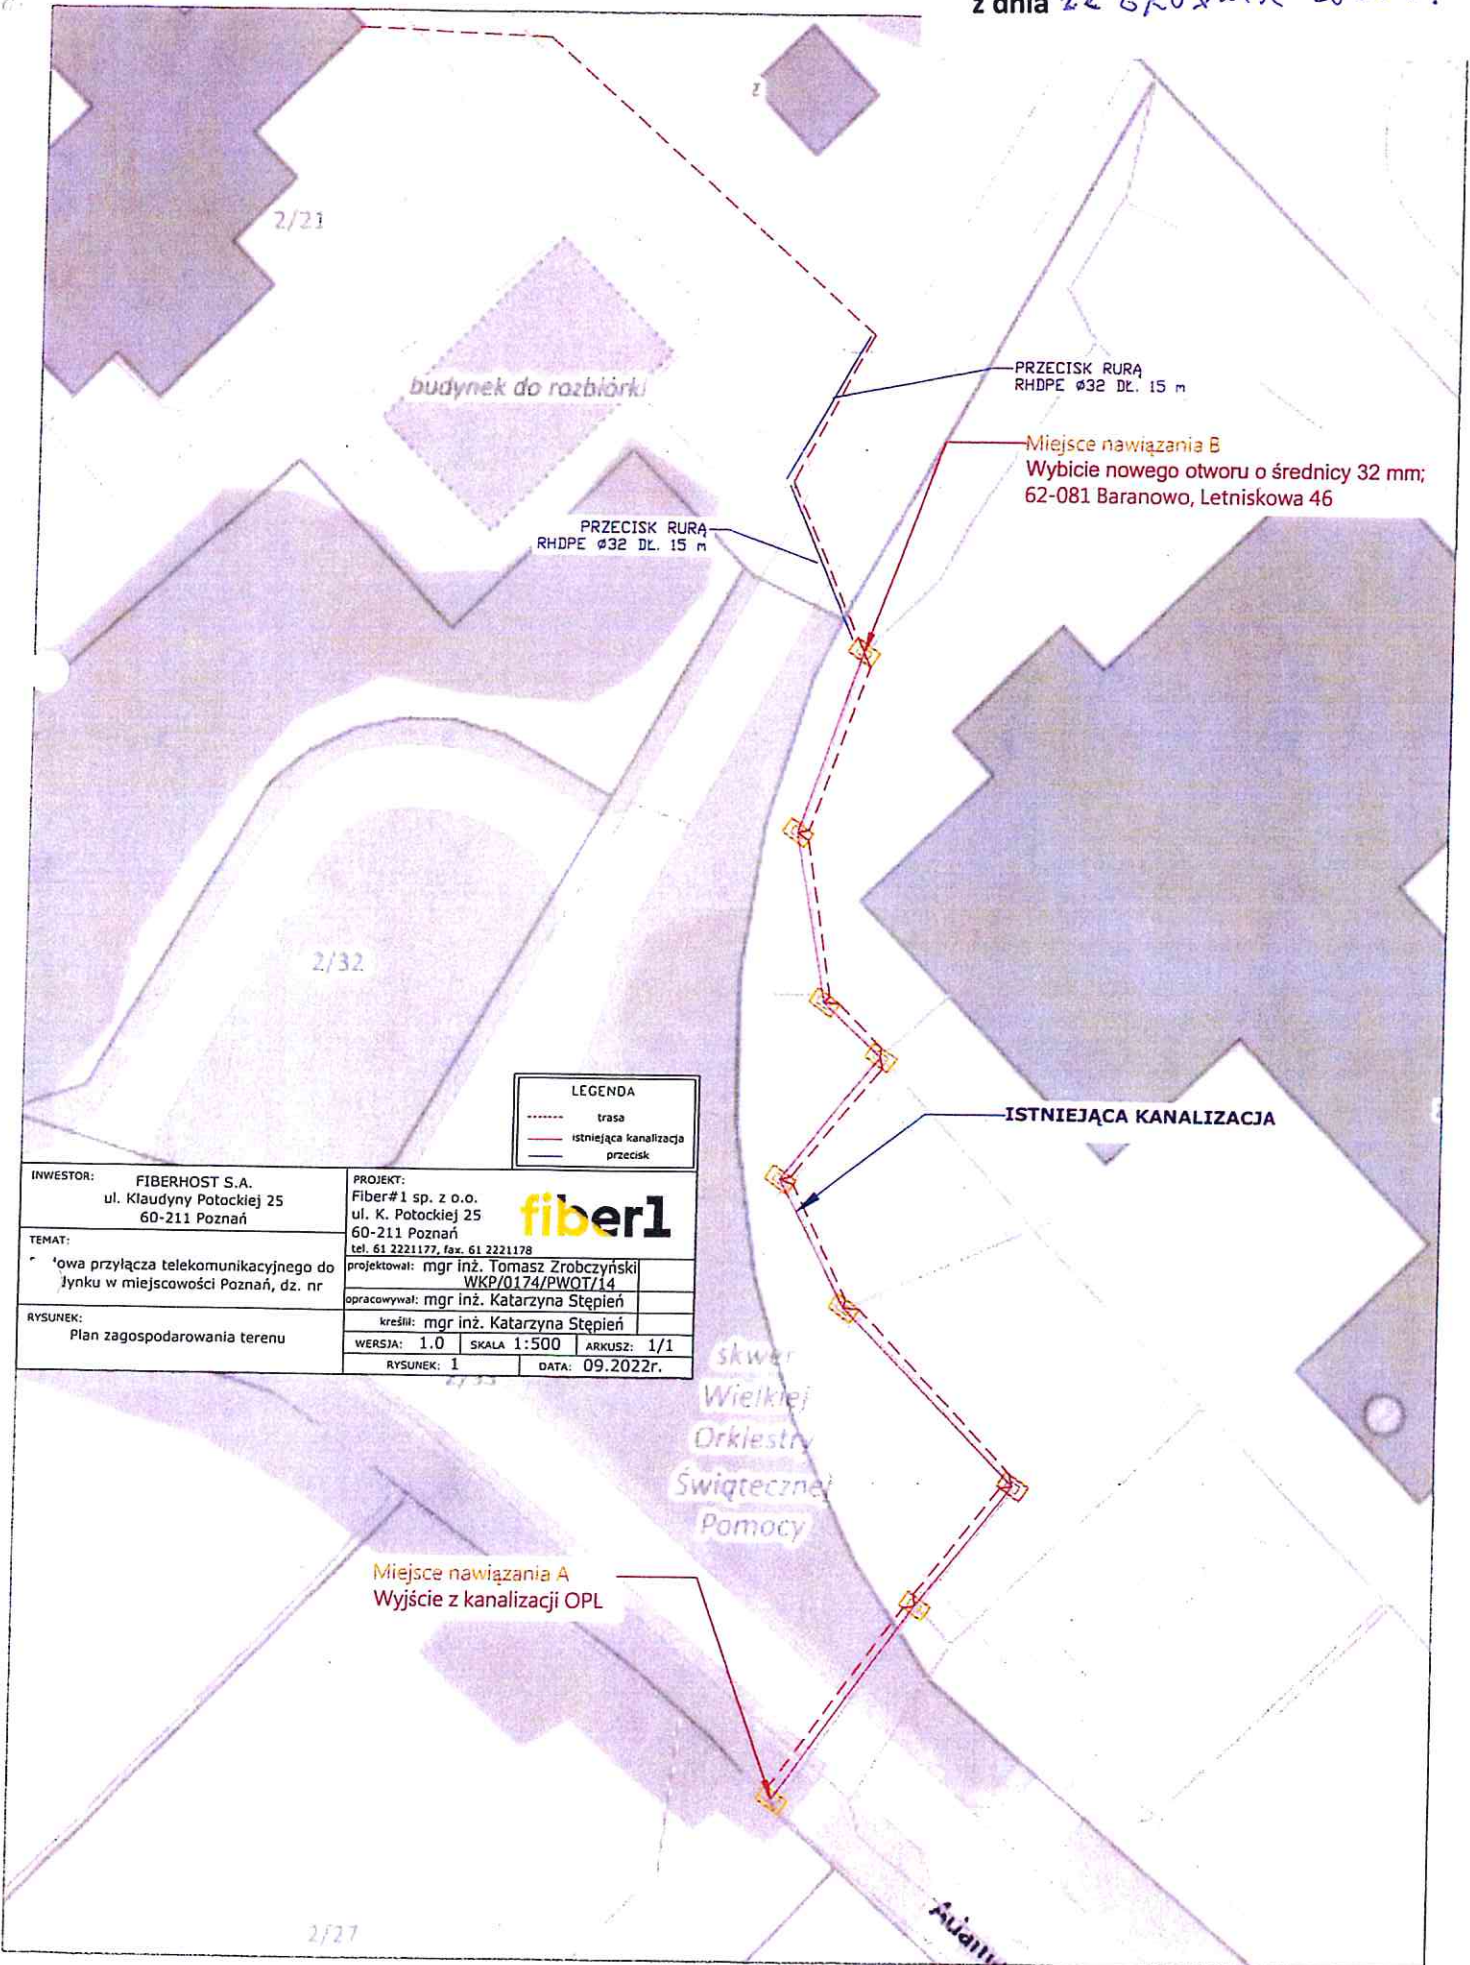 z dnia
2/21
budynek do rozbiórki
PRZECISK RURĄ
RHDPE ø32 DŁ. 15 m
Miejsce nawiązania B
Wybicie nowego otworu o średnicy 32 mm;
62-081 Baranowo, Letniskowa 46
PRZECISK RURĄ
RHDPE ø32 DŁ. 15 m
2/32
LEGENDA
trasa
istniejąca kanalizacja
przecisk
ISTNIEJĄCA KANALIZACJA
INWESTOR:
FIBERHOST S.A.
ul. Klaudyny Potockiej 25
60-211 Poznań
TEMAT:
owa przyłącza telekomunikacyjnego do
ynku w miejscowości Poznań, dz. nr
RYSUNEK:
Plan zagospodarowania terenu
PROJEKT:
Fiber#1 sp. z o.o.
ul. K. Potockiej 25
60-211 Poznań
tel. 61 2221177, fax. 61 2221178
fiber1
projektował: mgr inż. Tomasz Zrobczyński
WKP/0174/PWOT/14
opracowywał: mgr inż. Katarzyna Stępień
kreślił: mgr inż. Katarzyna Stępień
WERSJA: 1.0 SKALA 1:500 ARKUSZ: 1/1
RYSUNEK: 1 DATA: 09.2022r.
skwer
Wielkiej
Orkiestry
Świątecznej
Pomocy
Miejsce nawiązania A
Wyjście z kanalizacji OPL
2/27